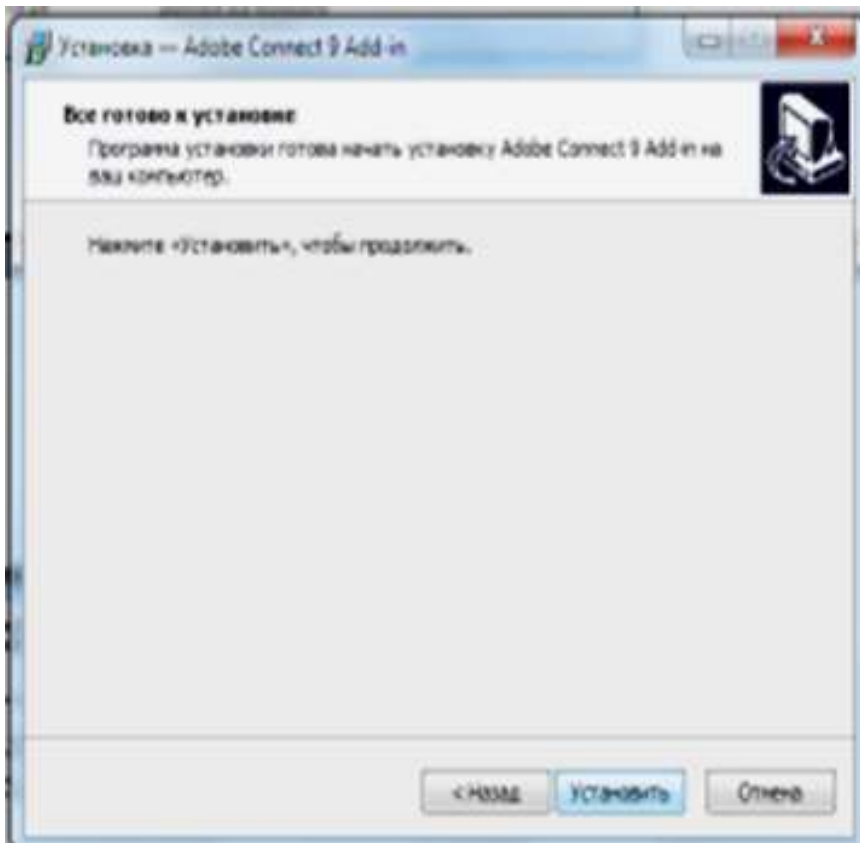 Установка — Adobe Connect 9 Add-in
Все готово к установке
Программа установки готова начать установку Adobe Connect 9 Add-in на
ваш компьютер.
Нажмите «Установить», чтобы продолжить.
< Назад
Установить
Отмена